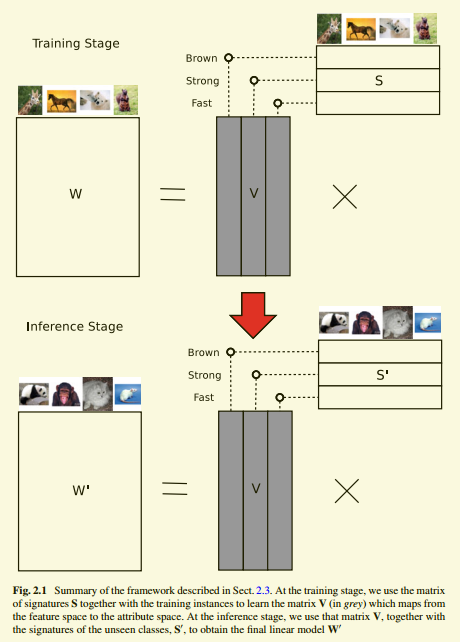 Training Stage
Brown
Strong
Fast
S
W
=
V
×
Inference Stage
Brown
Strong
Fast
S'
W'
=
V
×
Fig. 2.1 Summary of the framework described in Sect. 2.3. At the training stage, we use the matrix
of signatures S together with the training instances to learn the matrix V (in grey) which maps from
the feature space to the attribute space. At the inference stage, we use that matrix V, together with
the signatures of the unseen classes, S′, to obtain the final linear model W′